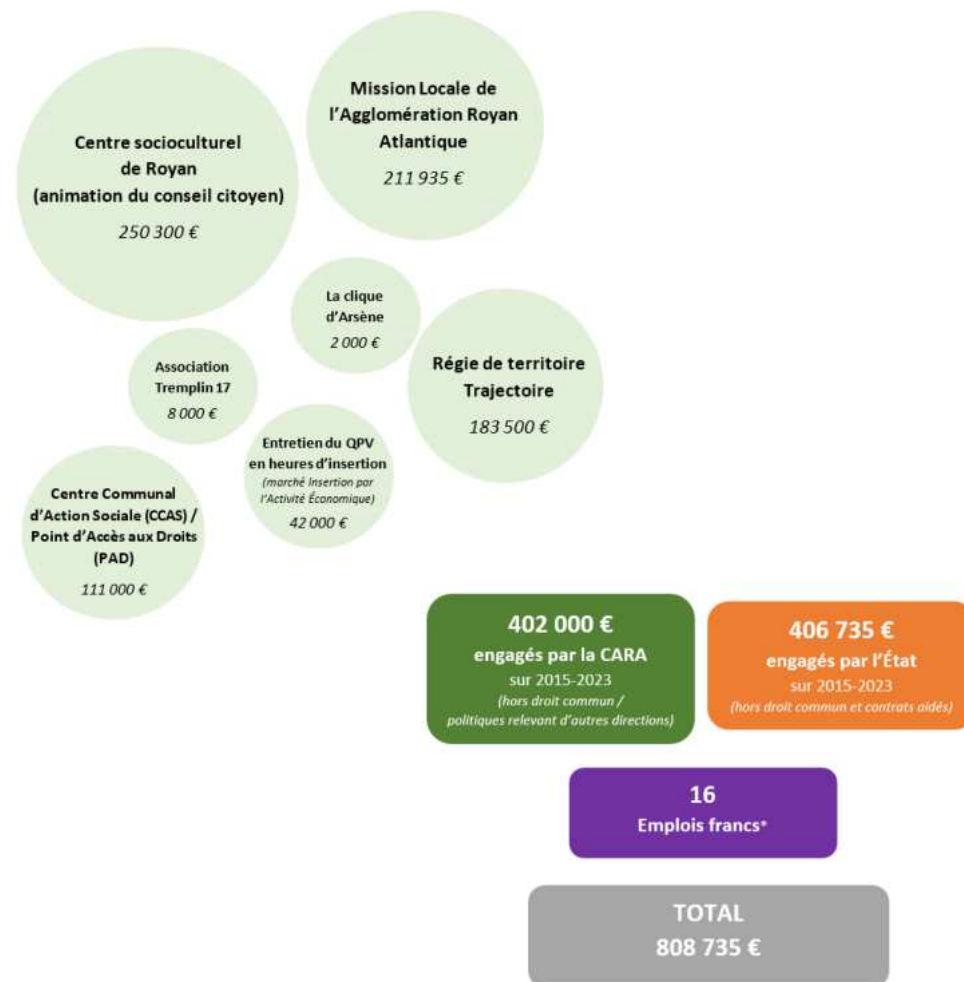 Mission Locale de
l'Agglomération Royan
Atlantique
211 935 €
Centre socioculturel
de Royan
(animation du conseil citoyen)
250 300 €
La clique
d'Arsène
2 000 €
Association
Tremplin 17
8 000 €
Régie de territoire
Trajectoire
183 500 €
Entretien du QPV
en heures d'insertion
(marché Insertion par
l'Activité Économique)
42 000 €
Centre Communal
d'Action Sociale (CCAS) /
Point d'Accès aux Droits
(PAD)
111 000 €
402 000 €
engagés par la CARA
sur 2015-2023
(hors droit commun /
politiques relevant d'autres directions)
406 735 €
engagés par l'État
sur 2015-2023
(hors droit commun et contrats aidés)
16
Emplois francs*
TOTAL
808 735 €